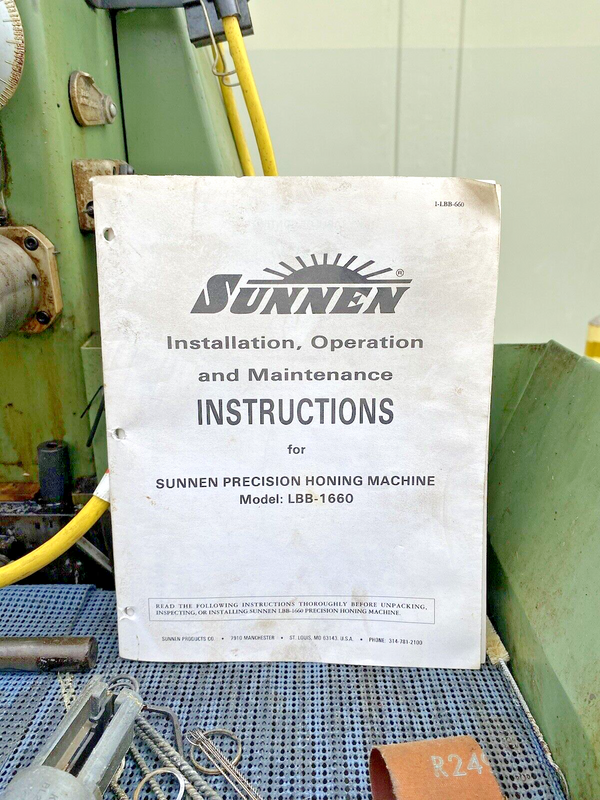 I-LBB-660
SUNNEN®
Installation, Operation
and Maintenance
INSTRUCTIONS
for
SUNNEN PRECISION HONING MACHINE
Model: LBB-1660
READ THE FOLLOWING INSTRUCTIONS THOROUGHLY BEFORE UNPACKING,
INSPECTING, OR INSTALLING SUNNEN LBB-1660 PRECISION HONING MACHINE.
SUNNEN PRODUCTS CO. • 7910 MANCHESTER • ST. LOUIS, MO 63143, U.S.A. • PHONE: 314-781-2100
R24